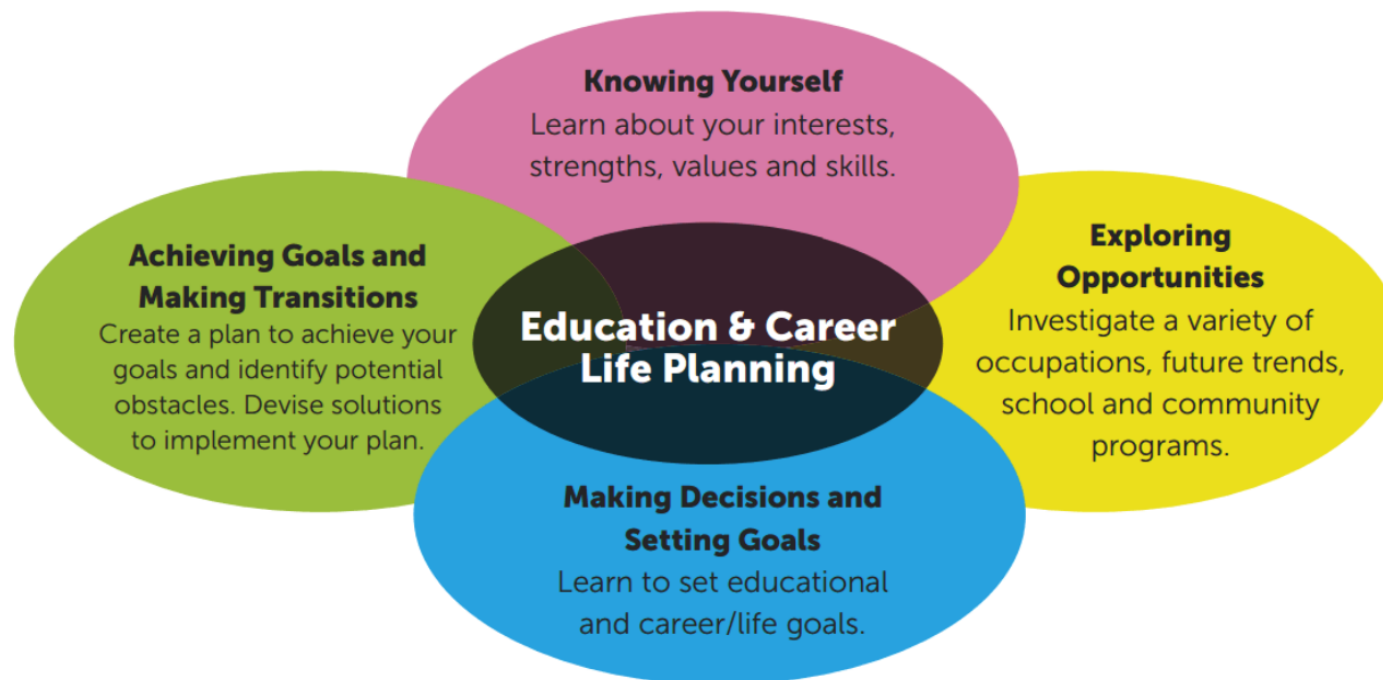 Knowing Yourself
Learn about your interests,
strengths, values and skills.
Achieving Goals and
Making Transitions
Create a plan to achieve your
goals and identify potential
obstacles. Devise solutions
to implement your plan.
Education & Career
Life Planning
Exploring
Opportunities
Investigate a variety of
occupations, future trends,
school and community
programs.
Making Decisions and
Setting Goals
Learn to set educational
and career/life goals.